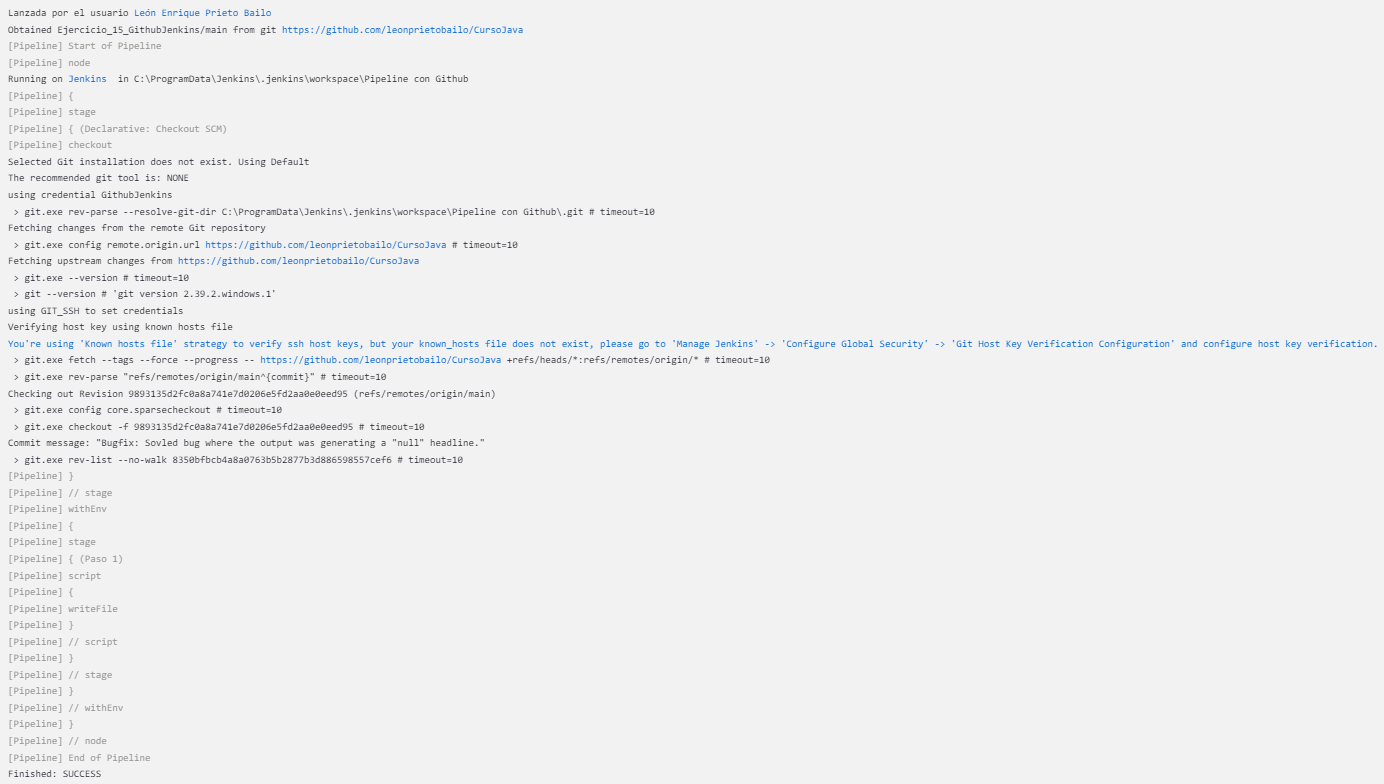 Lanzada por el usuario León Enrique Prieto Bailo
Obtained Ejercicio_15_GithubJenkins/main from git https://github.com/leonprietobailo/CursoJava
[Pipeline] Start of Pipeline
[Pipeline] node
Running on Jenkins in C:\ProgramData\Jenkins\.jenkins\workspace\Pipeline con Github
[Pipeline] {
[Pipeline] stage
[Pipeline] { (Declarative: Checkout SCM)
[Pipeline] checkout
Selected Git installation does not exist. Using Default
The recommended git tool is: NONE
using credential GithubJenkins
 > git.exe rev-parse --resolve-git-dir C:\ProgramData\Jenkins\.jenkins\workspace\Pipeline con Github\.git # timeout=10
Fetching changes from the remote Git repository
 > git.exe config remote.origin.url https://github.com/leonprietobailo/CursoJava # timeout=10
Fetching upstream changes from https://github.com/leonprietobailo/CursoJava
 > git.exe --version # timeout=10
 > git --version # 'git version 2.39.2.windows.1'
using GIT_SSH to set credentials
Verifying host key using known hosts file
You're using 'Known hosts file' strategy to verify ssh host keys, but your known_hosts file does not exist, please go to 'Manage Jenkins' -> 'Configure Global Security' -> 'Git Host Key Verification Configuration' and configure host key verification.
 > git.exe fetch --tags --force --progress -- https://github.com/leonprietobailo/CursoJava +refs/heads/*:refs/remotes/origin/* # timeout=10
 > git.exe rev-parse "refs/remotes/origin/main^{commit}" # timeout=10
Checking out Revision 9893135d2fc0a8a741e7d0206e5fd2aa0e0eed95 (refs/remotes/origin/main)
 > git.exe config core.sparsecheckout # timeout=10
 > git.exe checkout -f 9893135d2fc0a8a741e7d0206e5fd2aa0e0eed95 # timeout=10
Commit message: "Bugfix: Sovled bug where the output was generating a "null" headline."
 > git.exe rev-list --no-walk 8350bfbcb4a8a0763b5b2877b3d886598557cef6 # timeout=10
[Pipeline] }
[Pipeline] // stage
[Pipeline] withEnv
[Pipeline] {
[Pipeline] stage
[Pipeline] { (Paso 1)
[Pipeline] script
[Pipeline] {
[Pipeline] writeFile
[Pipeline] }
[Pipeline] // script
[Pipeline] }
[Pipeline] // stage
[Pipeline] }
[Pipeline] // withEnv
[Pipeline] }
[Pipeline] // node
[Pipeline] End of Pipeline
Finished: SUCCESS